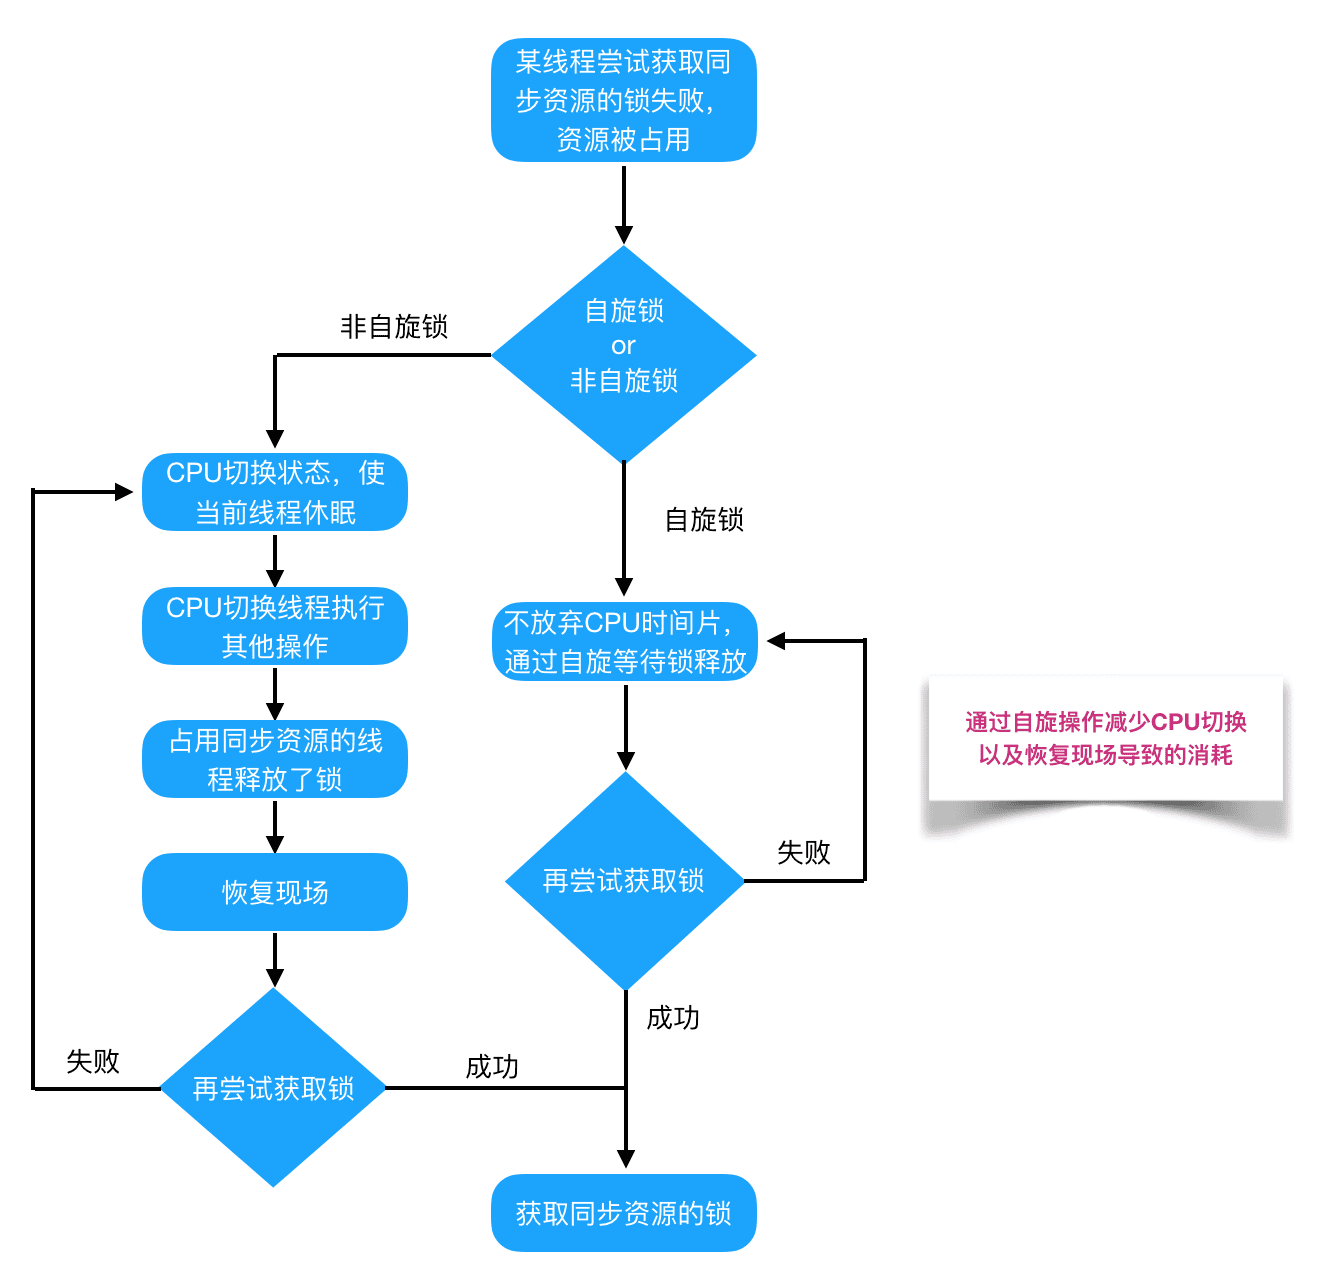 某线程尝试获取同
步资源的锁失败，
资源被占用
自旋锁
or
非自旋锁
非自旋锁
CPU切换状态，使
当前线程休眠
自旋锁
CPU切换线程执行
其他操作
不放弃CPU时间片，
通过自旋等待锁释放
占用同步资源的线
程释放了锁
通过自旋操作减少CPU切换
以及恢复现场导致的消耗
恢复现场
再尝试获取锁
失败
成功
再尝试获取锁
失败
成功
获取同步资源的锁